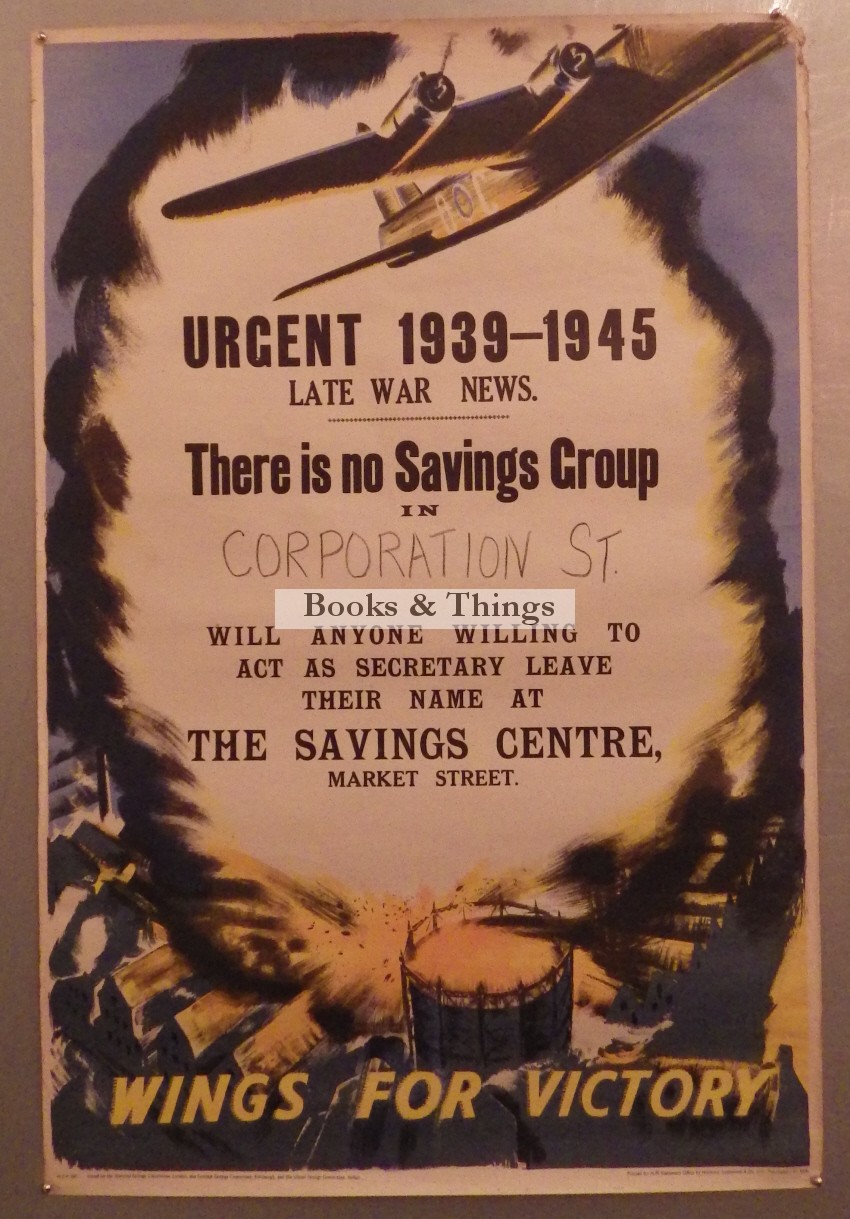 URGENT 1939–1945
LATE WAR NEWS.
There is no Savings Group
IN
CORPORATION ST.
Books & Things
WILL ANYONE WILLING TO
ACT AS SECRETARY LEAVE
THEIR NAME AT
THE SAVINGS CENTRE,
MARKET STREET.
WINGS FOR VICTORY